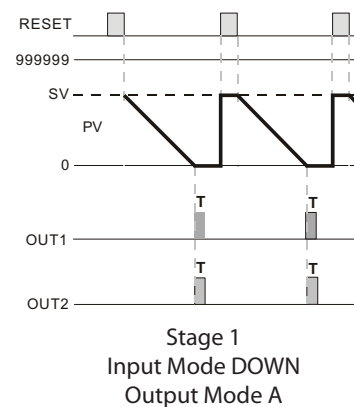 RESET
999999
SV
PV
0
T T
OUT1
T T
OUT2
Stage 1
Input Mode DOWN
Output Mode A